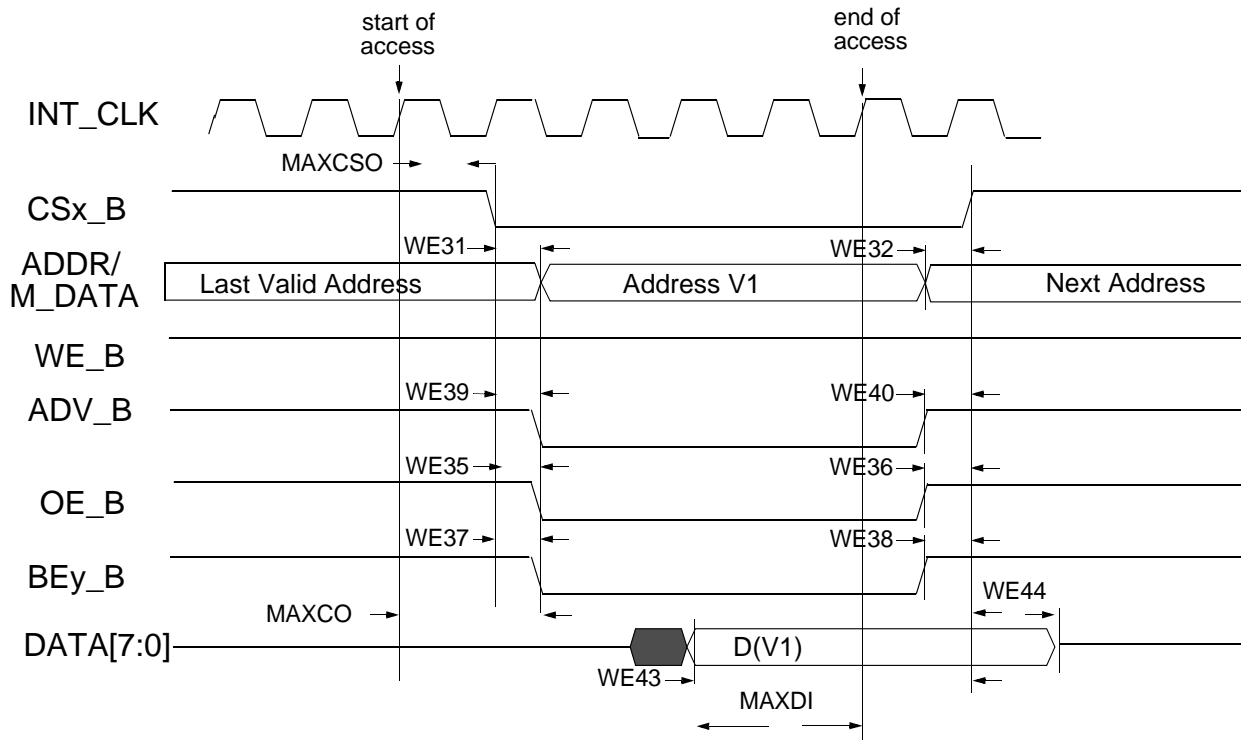 start of
access
end of
access
INT_CLK
MAXCSO
CSx_B
WE31
WE32
ADDR/
M_DATA
Last Valid Address
Address V1
Next Address
WE_B
WE39
WE40
ADV_B
WE35
WE36
OE_B
WE37
WE38
BEy_B
WE44
MAXCO
DATA[7:0]
D(V1)
WE43
MAXDI